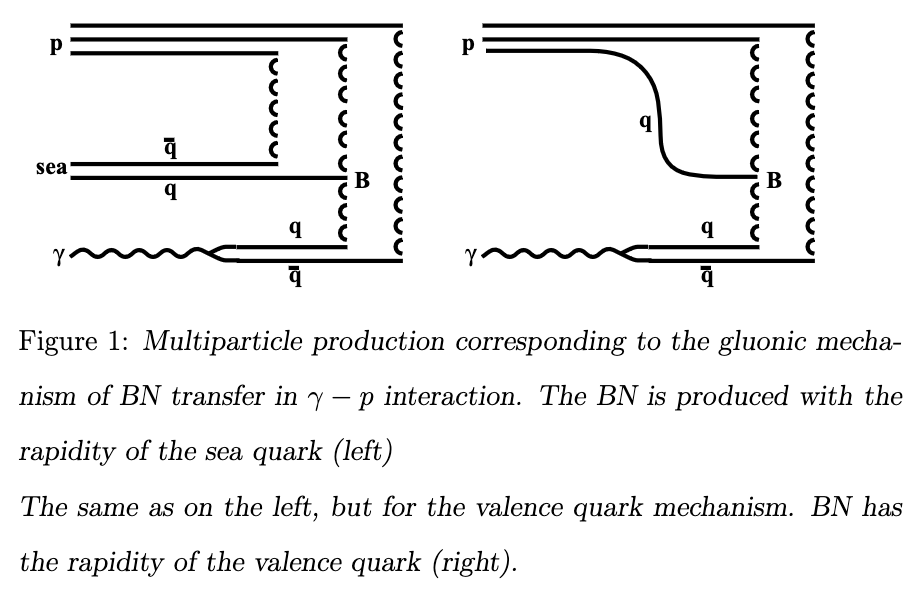 p
q̄
sea
q
B
q
γ
q̄
p
q
B
q
γ
q̄
Figure 1: Multiparticle production corresponding to the gluonic mecha-
nism of BN transfer in γ − p interaction. The BN is produced with the
rapidity of the sea quark (left)
The same as on the left, but for the valence quark mechanism. BN has
the rapidity of the valence quark (right).